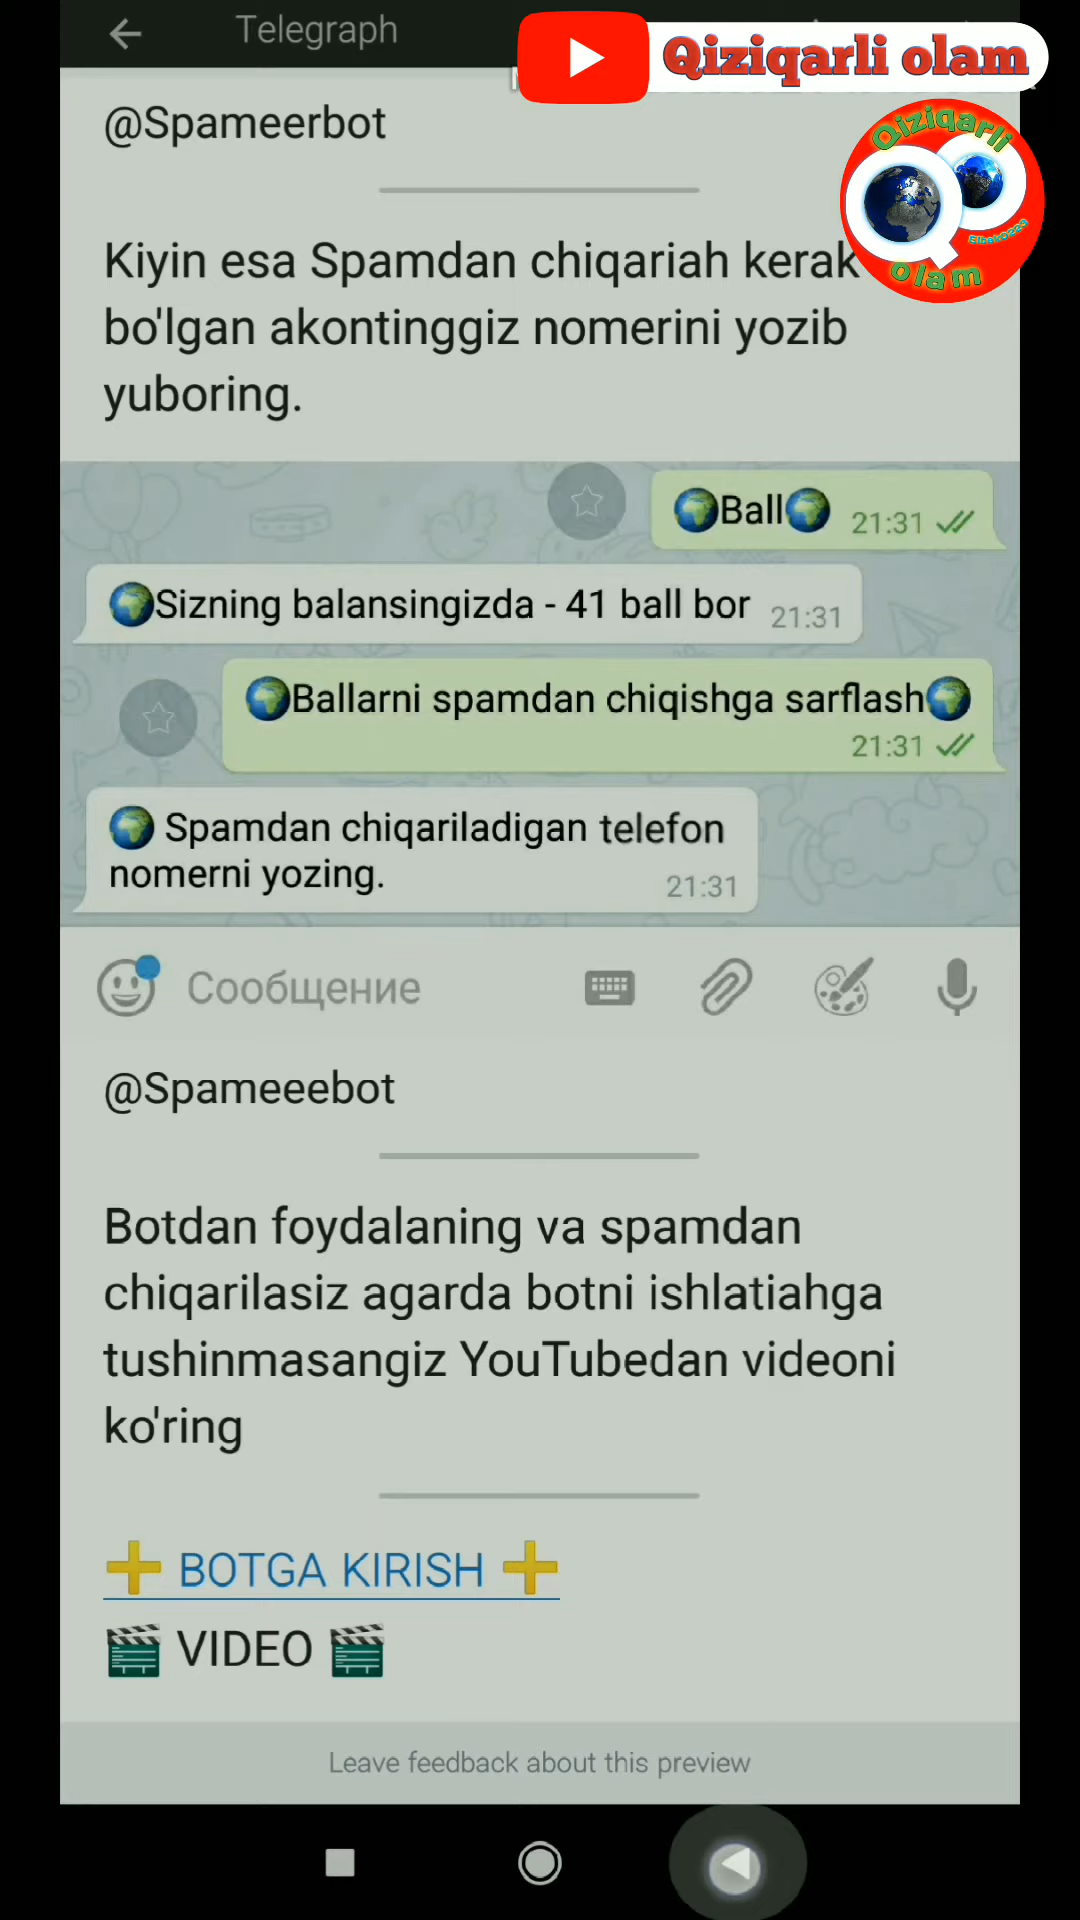 Telegraph
Qiziqarli olam
@Spameerbot
Qiziqarli
olam
Kiyin esa Spamdan chiqariah kerak
bo'lgan akontinggiz nomerini yozib
yuboring.
🌍Ball🌍 21:31
🌍Sizning balansingizda - 41 ball bor 21:31
🌍Ballarni spamdan chiqishga sarflash🌍
21:31
🌍 Spamdan chiqariladigan telefon
nomerni yozing. 21:31
Сообщение
@Spameeebot
Botdan foydalaning va spamdan
chiqarilasiz agarda botni ishlatiahga
tushinmasangiz YouTubedan videoni
ko'ring
➕ BOTGA KIRISH ➕
🎬 VIDEO 🎬
Leave feedback about this preview